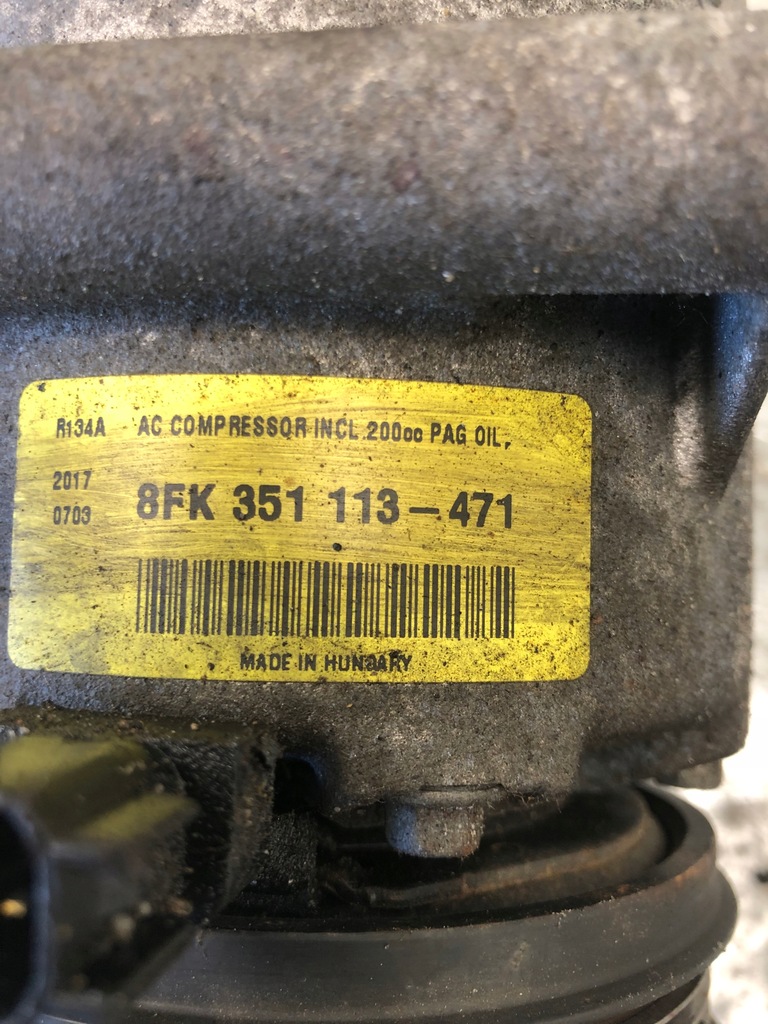 R134A AC COMPRESSOR INCL.200cc PAG OIL,
2017
0703 8FK 351 113-471
MADE IN HUNGARY